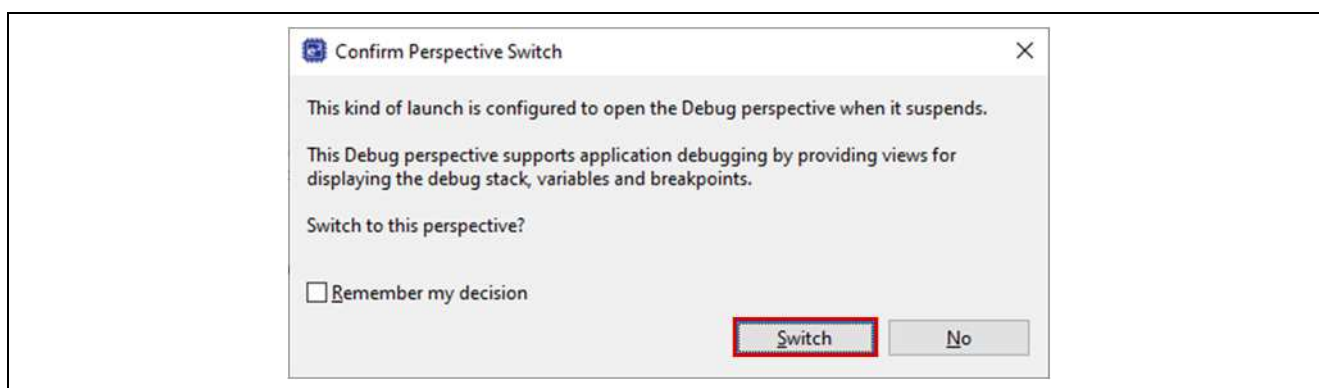 Confirm Perspective Switch
This kind of launch is configured to open the Debug perspective when it suspends.
This Debug perspective supports application debugging by providing views for
displaying the debug stack, variables and breakpoints.
Switch to this perspective?
Remember my decision
Switch
No